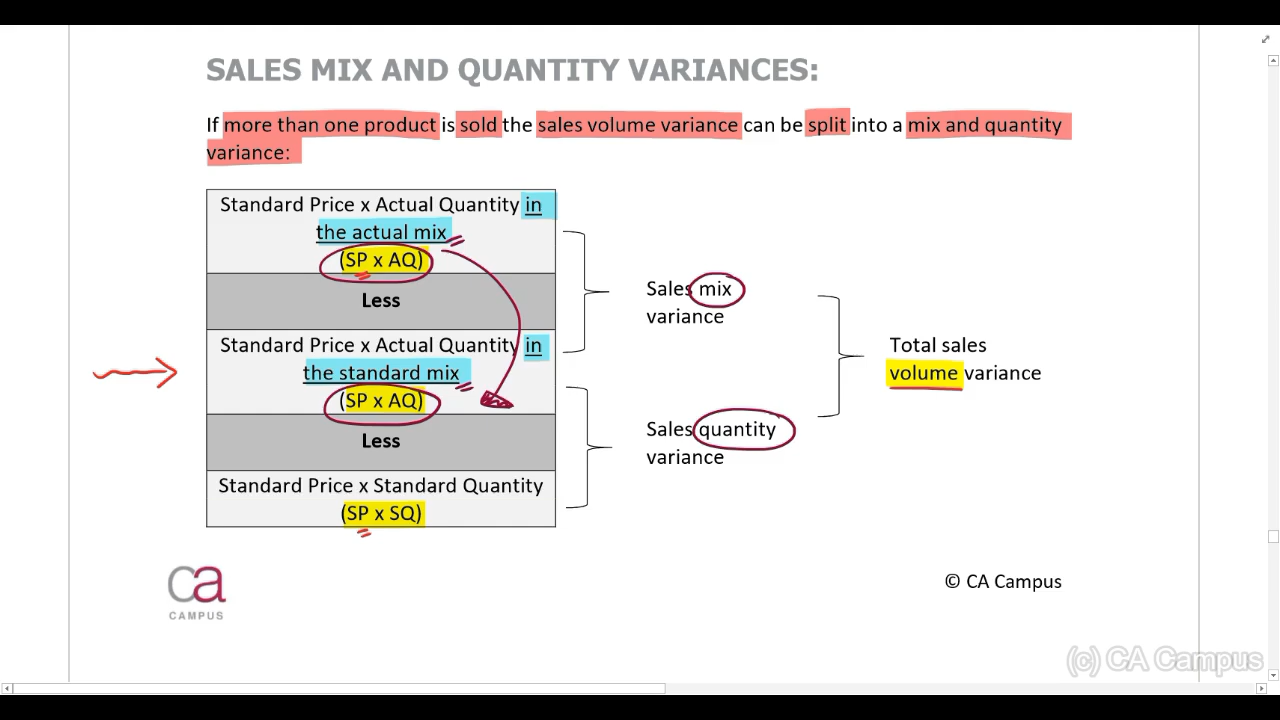 SALES MIX AND QUANTITY VARIANCES:
If more than one product is sold the sales volume variance can be split into a mix and quantity
variance:
Standard Price x Actual Quantity in
the actual mix
(SP x AQ)
Less
Standard Price x Actual Quantity in
the standard mix
(SP x AQ)
Less
Standard Price x Standard Quantity
(SP x SQ)
Sales mix
variance
Sales quantity
variance
Total sales
volume variance
ca
CAMPUS
© CA Campus
(c) CA Campus